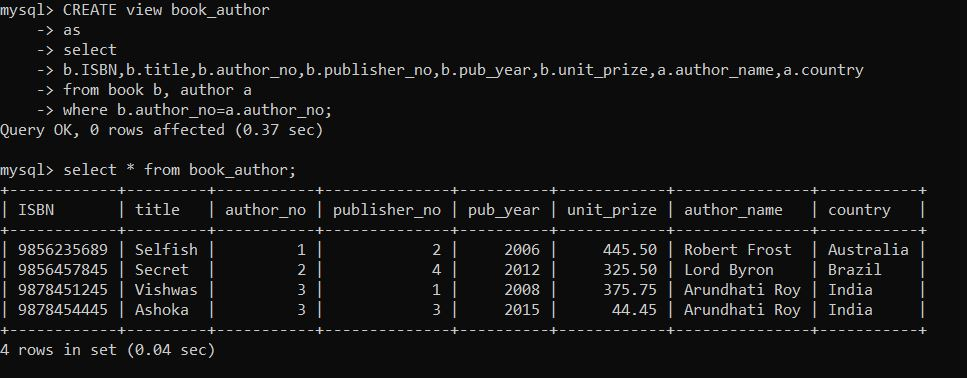 mysql> CREATE view book_author
    -> as
    -> select
    -> b.ISBN,b.title,b.author_no,b.publisher_no,b.pub_year,b.unit_prize,a.author_name,a.country
    -> from book b, author a
    -> where b.author_no=a.author_no;
Query OK, 0 rows affected (0.37 sec)

mysql> select * from book_author;
+------------+---------+-----------+--------------+----------+------------+---------------+-----------+
| ISBN       | title   | author_no | publisher_no | pub_year | unit_prize | author_name   | country   |
+------------+---------+-----------+--------------+----------+------------+---------------+-----------+
| 9856235689 | Selfish |         1 |            2 |     2006 |     445.50 | Robert Frost  | Australia |
| 9856457845 | Secret  |         2 |            4 |     2012 |     325.50 | Lord Byron    | Brazil    |
| 9878451245 | Vishwas |         3 |            1 |     2008 |     375.75 | Arundhati Roy | India     |
| 9878454445 | Ashoka  |         3 |            3 |     2015 |      44.45 | Arundhati Roy | India     |
+------------+---------+-----------+--------------+----------+------------+---------------+-----------+
4 rows in set (0.04 sec)